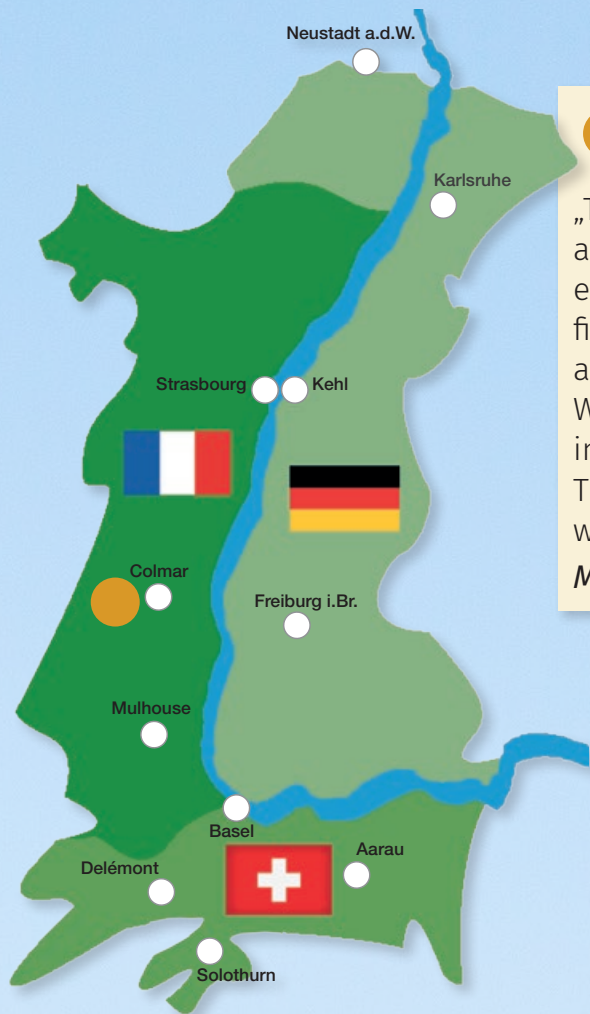 Neustadt a.d.W.
Karlsruhe
Strasbourg
Kehl
Colmar
Freiburg i.Br.
Mulhouse
Basel
Delémont
Aarau
Solothurn